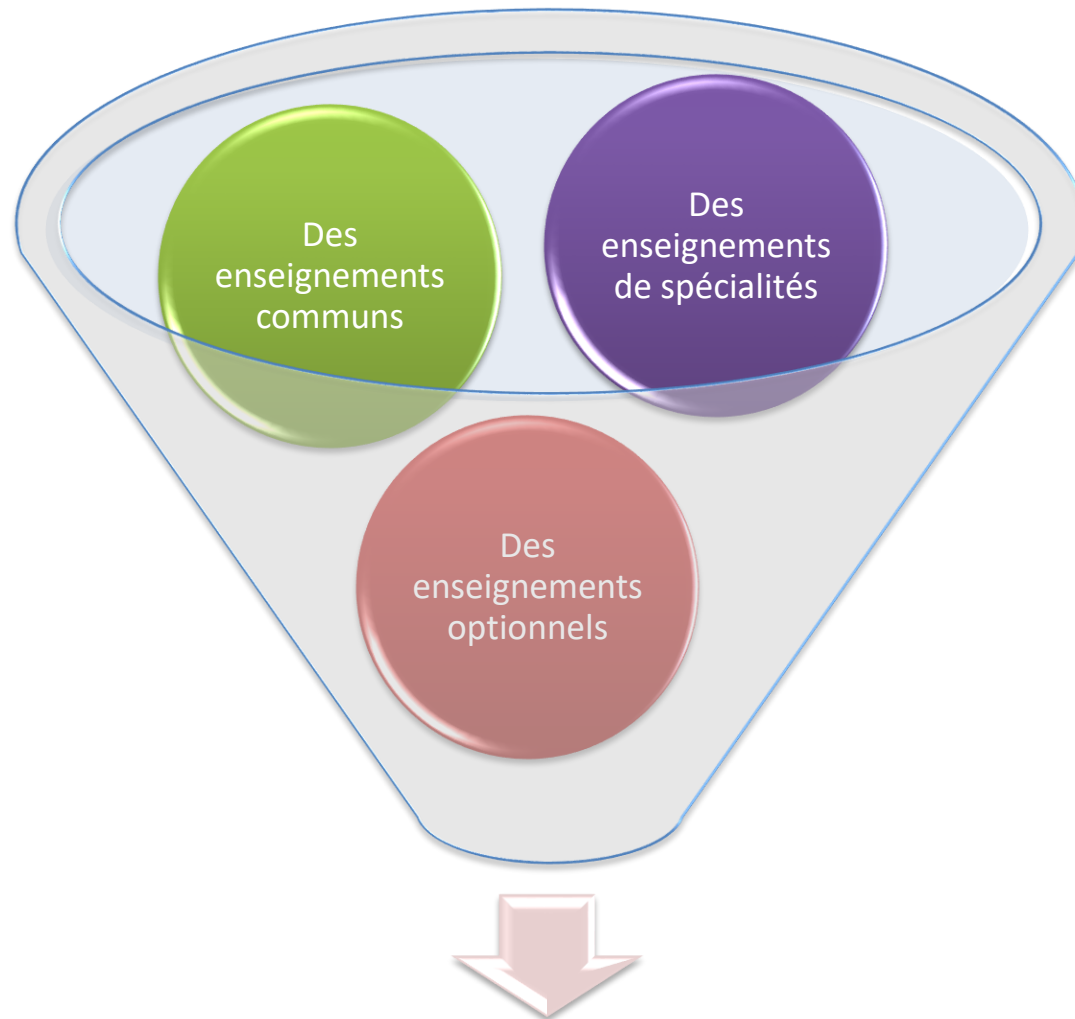 Des
enseignements
communs
Des
enseignements
de spécialités
Des
enseignements
optionnels